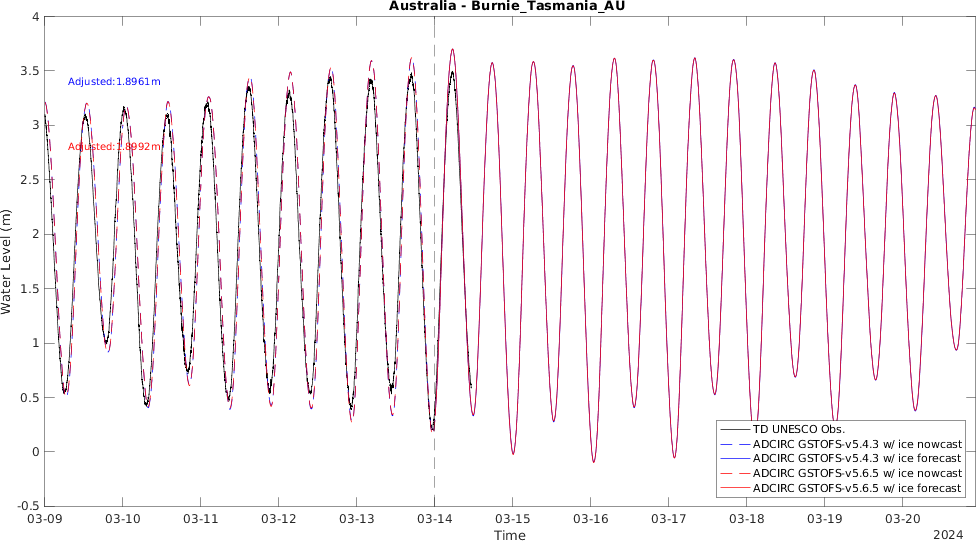 Australia - Burnie_Tasmania_AU
4
3.5
3
2.5
2
1.5
1
0.5
0
-0.5
Water Level (m)
Adjusted:1.8961m
Adjusted:1.8992m
TD UNESCO Obs.
ADCIRC GSTOFS-v5.4.3 w/ ice nowcast
ADCIRC GSTOFS-v5.4.3 w/ ice forecast
ADCIRC GSTOFS-v5.6.5 w/ ice nowcast
ADCIRC GSTOFS-v5.6.5 w/ ice forecast
03-09 03-10 03-11 03-12 03-13 03-14 03-15 03-16 03-17 03-18 03-19 03-20
Time
2024